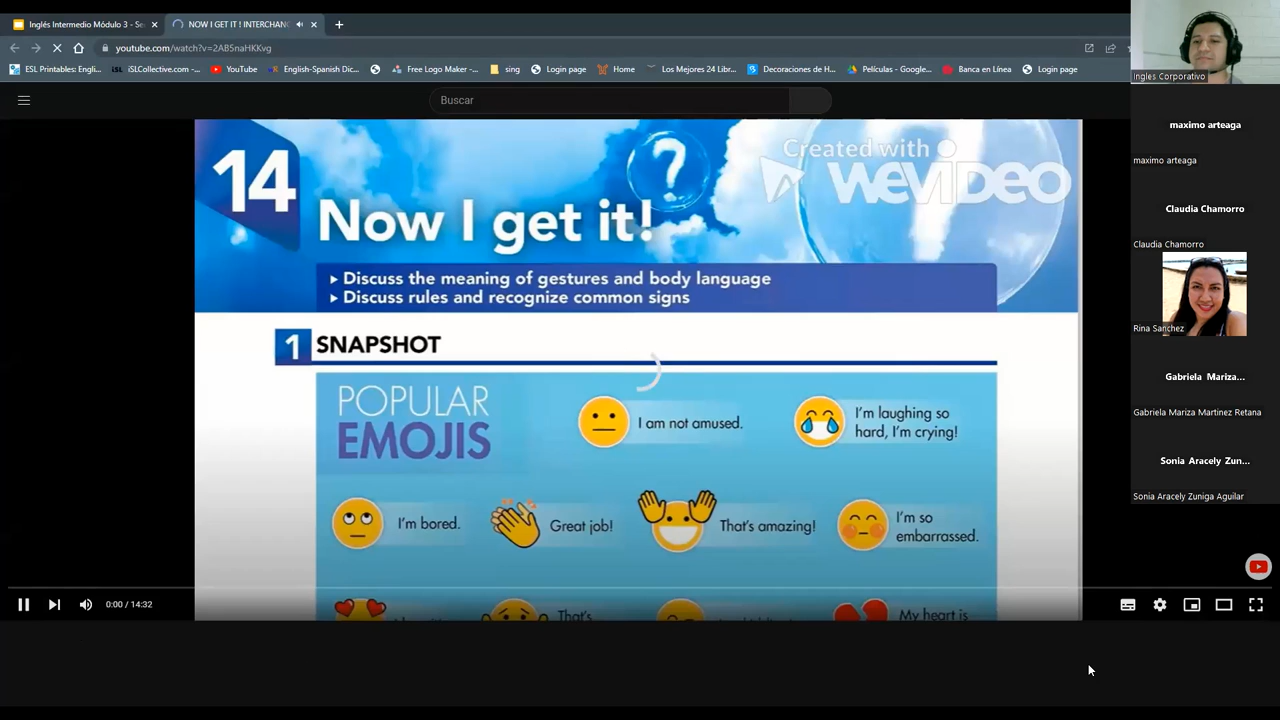 Inglés Intermedio Módulo 3 - Se
NOW I GET IT ! INTERCHANG
youtube.com/watch?v=2AB5naHKKvg
ESL Printables: Engli...
iSL
iSLCollective.com -...
YouTube
English-Spanish Dic...
Free Logo Maker -...
sing
Login page
Home
Los Mejores 24 Libr...
Decoraciones de H...
Películas - Google...
Banca en Línea
Login page
Buscar
14
?
Created with
WEVIDEO
Now I get it!
Discuss the meaning of gestures and body language
Discuss rules and recognize common signs
1 SNAPSHOT
POPULAR
EMOJIS
I am not amused.
I'm laughing so
hard, I'm crying!
I'm bored.
Great job!
That's amazing!
I'm so
embarrassed.
That's
My heart is
0:00 / 14:32
Ingles Corporativo
maximo arteaga
maximo arteaga
Claudia Chamorro
Claudia Chamorro
Rina Sanchez
Gabriela Mariza...
Gabriela Mariza Martinez Retana
Sonia Aracely Zun...
Sonia Aracely Zuniga Aguilar